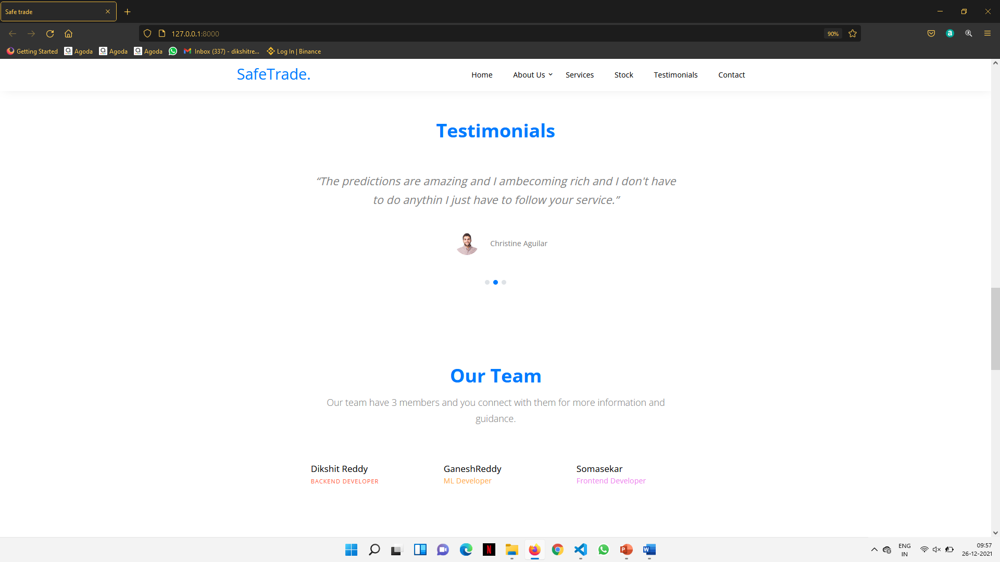 Safe trade
127.0.0.1:8000
90%
Getting Started Agoda Agoda Agoda Inbox (337) - dikshitre... Log In | Binance
SafeTrade.
Home About Us Services Stock Testimonials Contact
Testimonials
“The predictions are amazing and I ambecoming rich and I don't have
to do anythin I just have to follow your service.”
Christine Aguilar
Our Team
Our team have 3 members and you connect with them for more information and
guidance.
Dikshit Reddy GaneshReddy Somasekar
BACKEND DEVELOPER ML Developer Frontend Developer
ENG
IN
09:57
26-12-2021